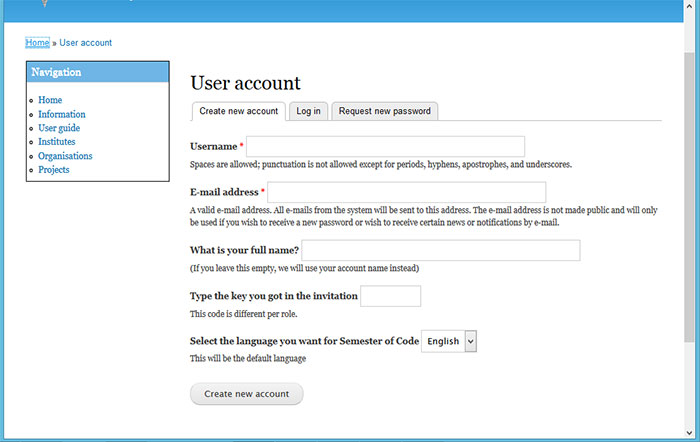 Home » User account
Navigation
Home
Information
User guide
Institutes
Organisations
Projects
User account
Create new account Log in Request new password
Username *
Spaces are allowed; punctuation is not allowed except for periods, hyphens, apostrophes, and underscores.
E-mail address *
A valid e-mail address. All e-mails from the system will be sent to this address. The e-mail address is not made public and will only
be used if you wish to receive a new password or wish to receive certain news or notifications by e-mail.
What is your full name?
(If you leave this empty, we will use your account name instead)
Type the key you got in the invitation
This code is different per role.
Select the language you want for Semester of Code English
This will be the default language
Create new account